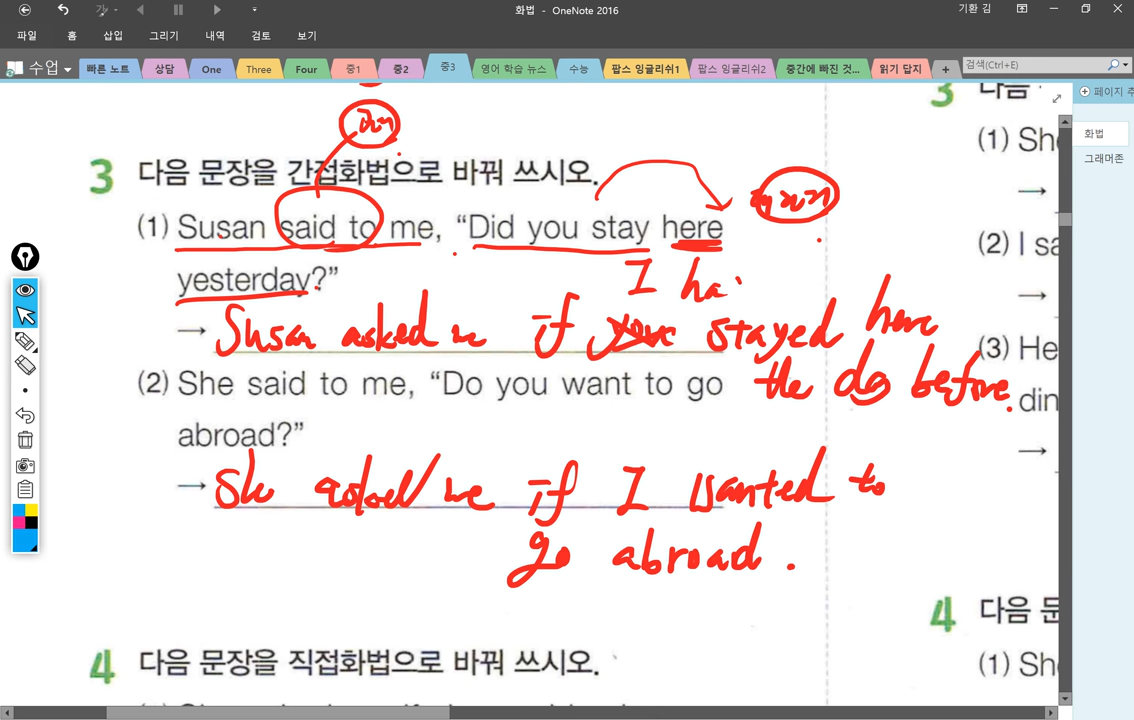 화법 - OneNote 2016
기환 김
파일 홈 삽입 그리기 내역 검토 보기
수업 빠른 노트 상담 One Three Four 중1 중2 중3 영어 학습 뉴스 수능 팝스 잉글리쉬1 팝스 잉글리쉬2 중간에 빠진 것... 읽기 답지 + 검색(Ctrl+E)
페이지 추
화법
그래머존
3 다음 문장을 간접화법으로 바꿔 쓰시오.
(1) Susan said to me, “Did you stay here
yesterday?”
I ha
→ Susan asked me if stayed here
the day before.
(2) She said to me, “Do you want to go
abroad?”
→ She asked me if I wanted to
go abroad.
4 다음 문장을 직접화법으로 바꿔 쓰시오.
3 다음
(1) Sh
→
(2) I sa
→
(3) He
din
→
4 다음 문
(1) Sh